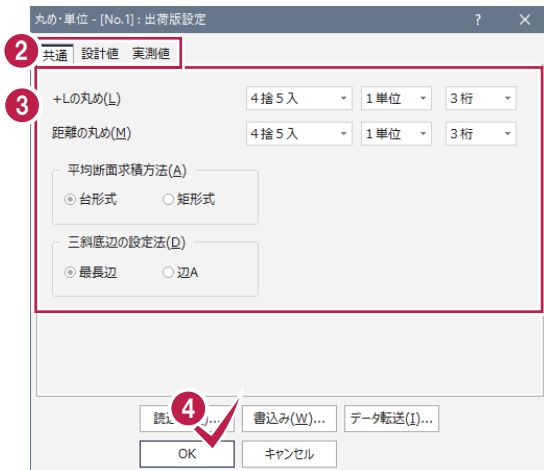 丸め・単位 - [No.1] : 出荷版設定 ? ×
2 共通 設計値 実測値
3
+Lの丸め(L) 4捨5入 1単位 3桁
距離の丸め(M) 4捨5入 1単位 3桁
平均断面求積方法(A)
台形式 矩形式
三斜底辺の設定法(D)
最長辺 辺A
4
書込み(W)... データ転送(I)...
OK キャンセル